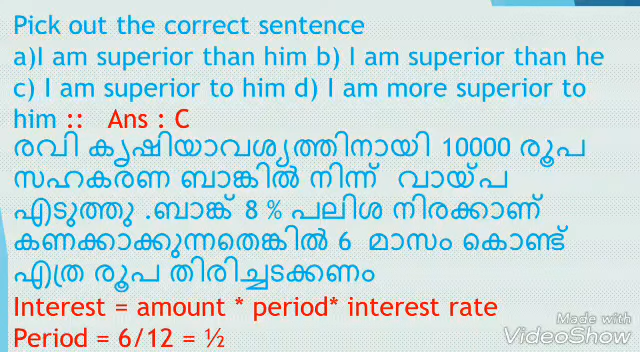 Pick out the correct sentence
a)I am superior than him b) I am superior than he
c) I am superior to him d) I am more superior to
him :: Ans : C
രവി കൃഷിയാവശ്യത്തിനായി 10000 രൂപ
സഹകരണ ബാങ്കിൽ നിന്ന് വായ്പ
എടുത്തു .ബാങ്ക് 8 % പലിശ നിരക്കാണ്
കണക്കാക്കുന്നതെങ്കിൽ 6 മാസം കൊണ്ട്
എത്ര രൂപ തിരിച്ചടക്കണം
Interest = amount * period* interest rate
Period = 6/12 = ½
Made with
VideoShow